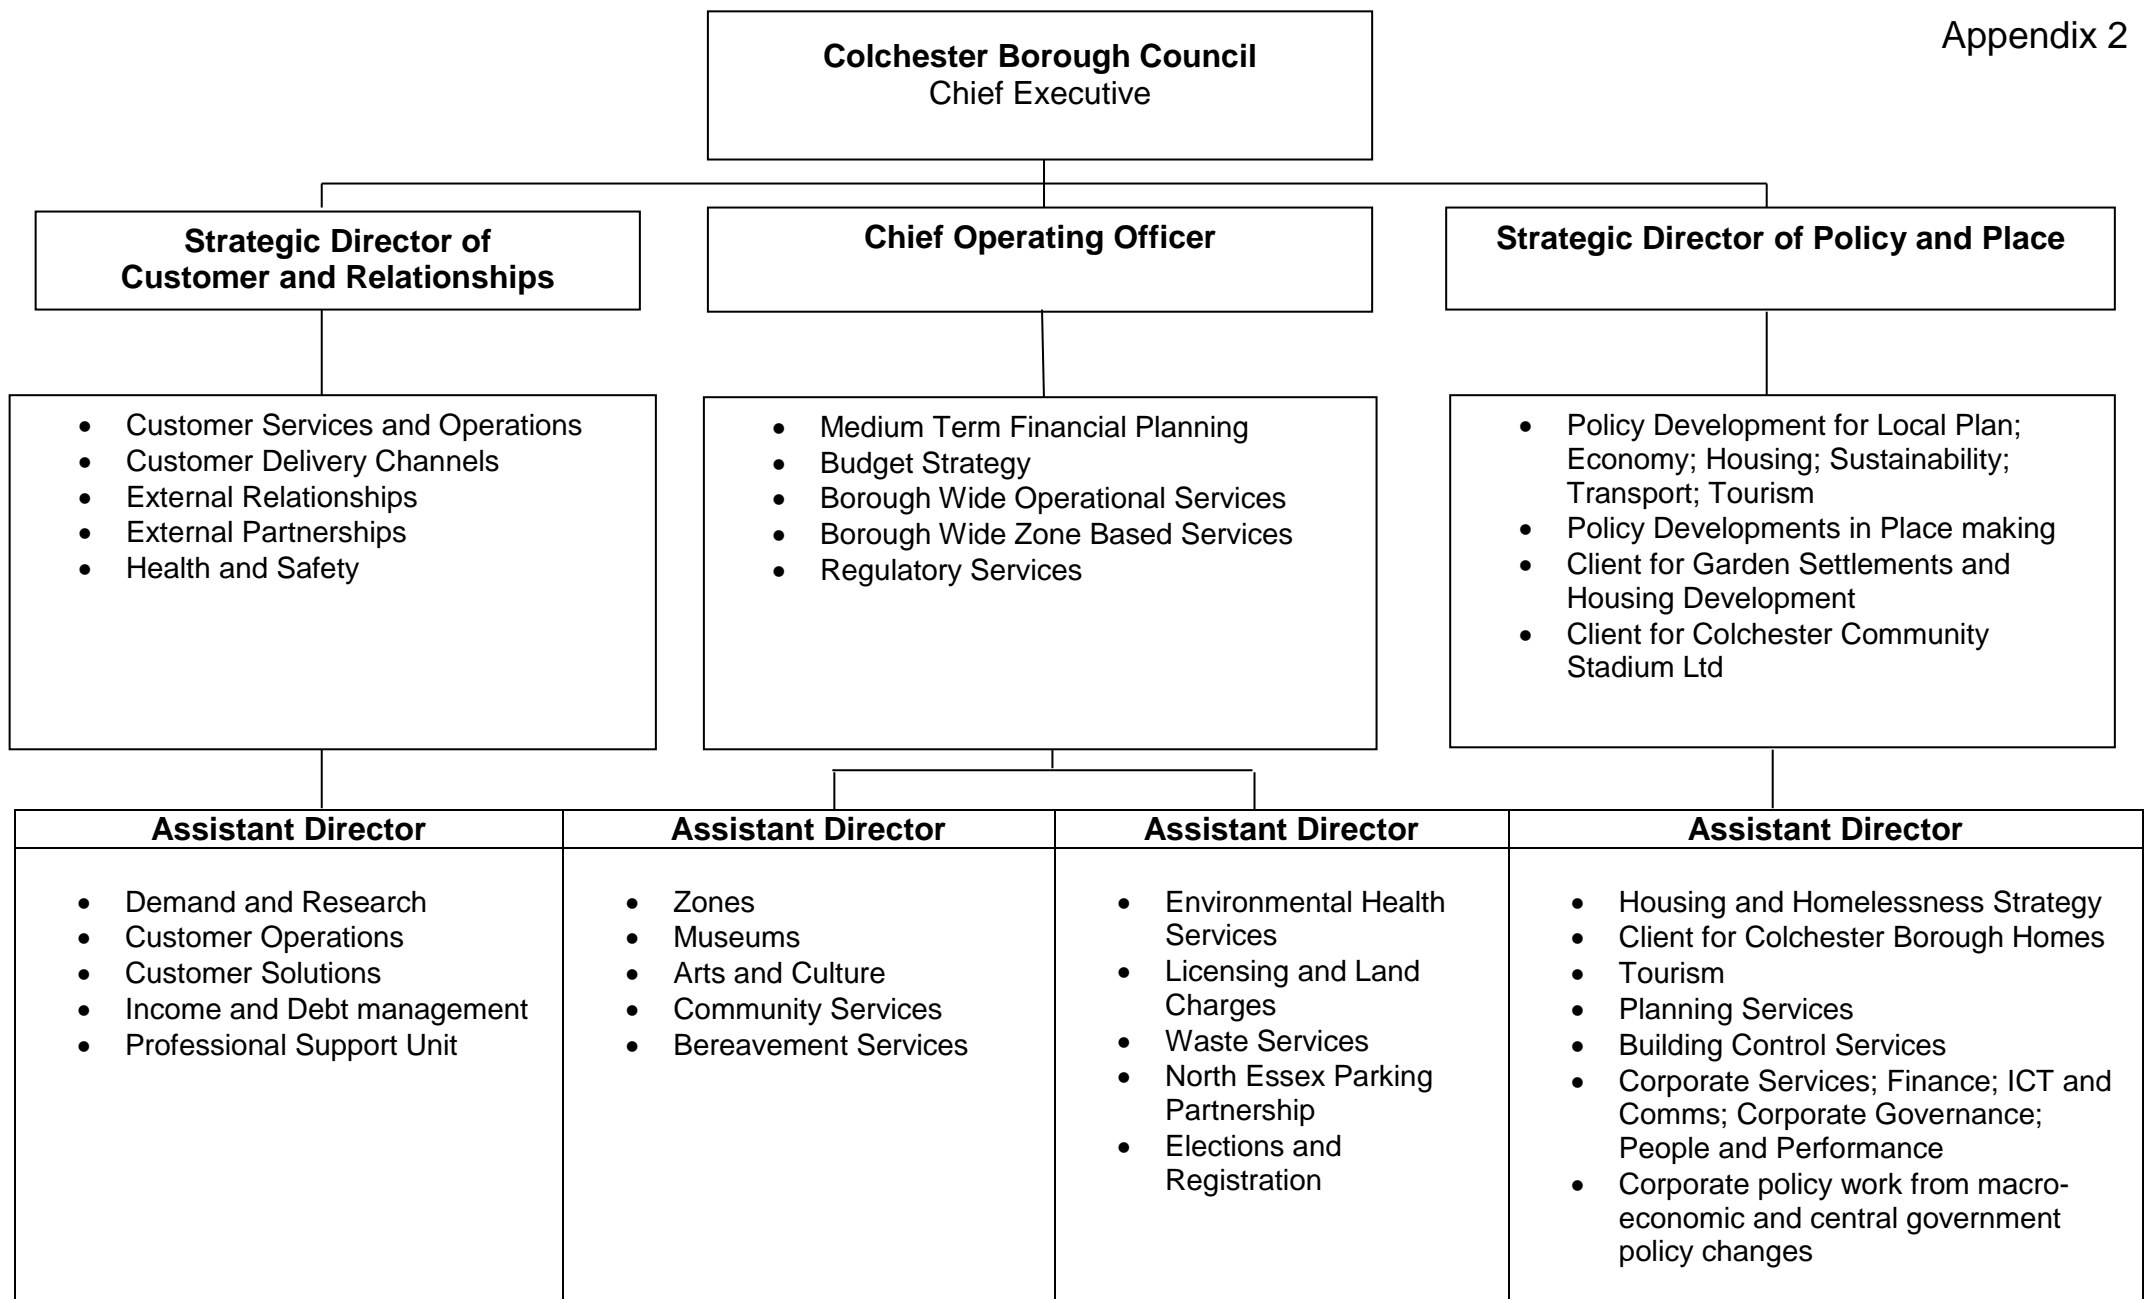 Appendix 2
Colchester Borough Council
Chief Executive
Strategic Director of
Customer and Relationships
Chief Operating Officer
Strategic Director of Policy and Place
• Customer Services and Operations
• Customer Delivery Channels
• External Relationships
• External Partnerships
• Health and Safety
• Medium Term Financial Planning
• Budget Strategy
• Borough Wide Operational Services
• Borough Wide Zone Based Services
• Regulatory Services
• Policy Development for Local Plan;
Economy; Housing; Sustainability;
Transport; Tourism
• Policy Developments in Place making
• Client for Garden Settlements and
Housing Development
• Client for Colchester Community
Stadium Ltd
Assistant Director
• Demand and Research
• Customer Operations
• Customer Solutions
• Income and Debt management
• Professional Support Unit
Assistant Director
• Zones
• Museums
• Arts and Culture
• Community Services
• Bereavement Services
Assistant Director
• Environmental Health
Services
• Licensing and Land
Charges
• Waste Services
• North Essex Parking
Partnership
• Elections and
Registration
Assistant Director
• Housing and Homelessness Strategy
• Client for Colchester Borough Homes
• Tourism
• Planning Services
• Building Control Services
• Corporate Services; Finance; ICT and
Comms; Corporate Governance;
People and Performance
• Corporate policy work from macro-
economic and central government
policy changes